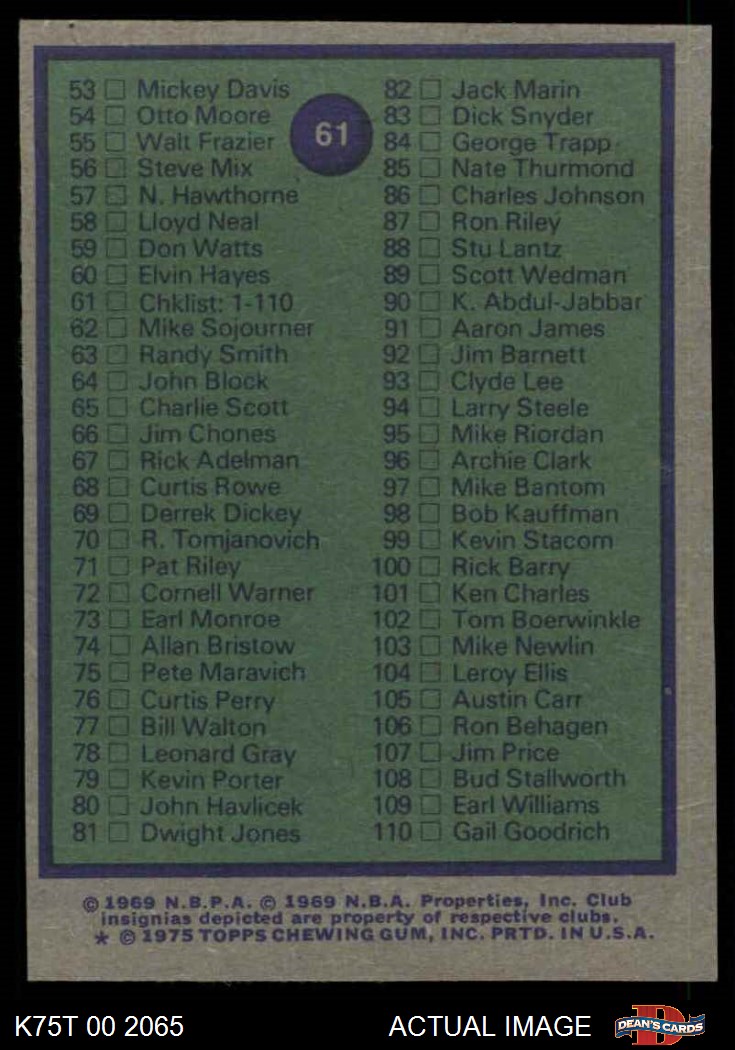 53 Mickey Davis
54 Otto Moore
55 Walt Frazier
56 Steve Mix
57 N. Hawthorne
58 Lloyd Neal
59 Don Watts
60 Elvin Hayes
61 Chklist: 1-110
62 Mike Sojourner
63 Randy Smith
64 John Block
65 Charlie Scott
66 Jim Chones
67 Rick Adelman
68 Curtis Rowe
69 Derrek Dickey
70 R. Tomjanovich
71 Pat Riley
72 Cornell Warner
73 Earl Monroe
74 Allan Bristow
75 Pete Maravich
76 Curtis Perry
77 Bill Walton
78 Leonard Gray
79 Kevin Porter
80 John Havlicek
81 Dwight Jones
61
82 Jack Marin
83 Dick Snyder
84 George Trapp
85 Nate Thurmond
86 Charles Johnson
87 Ron Riley
88 Stu Lantz
89 Scott Wedman
90 K. Abdul-Jabbar
91 Aaron James
92 Jim Barnett
93 Clyde Lee
94 Larry Steele
95 Mike Riordan
96 Archie Clark
97 Mike Bantom
98 Bob Kauffman
99 Kevin Stacom
100 Rick Barry
101 Ken Charles
102 Tom Boerwinkle
103 Mike Newlin
104 Leroy Ellis
105 Austin Carr
106 Ron Behagen
107 Jim Price
108 Bud Stallworth
109 Earl Williams
110 Gail Goodrich
© 1969 N.B.P.A. © 1969 N.B.A. Properties, Inc. Club
insignias depicted are property of respective clubs.
* © 1975 TOPPS CHEWING GUM, INC. PRTD. IN U.S.A.
K75T 00 2065
ACTUAL IMAGE
D
DEAN'S CARDS